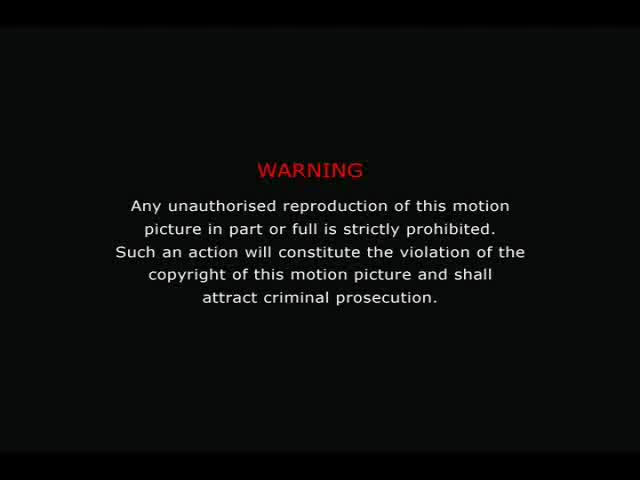 WARNING
Any unauthorised reproduction of this motion
picture in part or full is strictly prohibited.
Such an action will constitute the violation of the
copyright of this motion picture and shall
attract criminal prosecution.